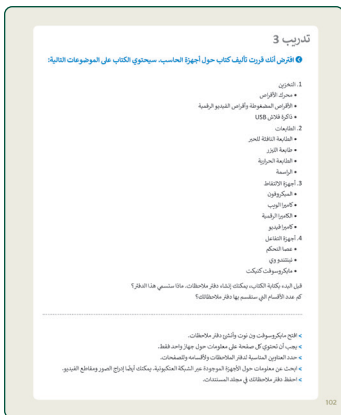 تدريب 3
افترض أنك قررت تأليف كتاب حول أجهزة الحاسب. سيحتوي الكتاب على الموضوعات التالية:
1. التخزين
• محرك الأقراص
• الأقراص المضغوطة وأقراص الفيديو الرقمية
• ذاكرة فلاش USB
2. الطابعات
• الطابعة النافثة للحبر
• طابعة الليزر
• الطابعة الحرارية
• الراسمة
3. أجهزة الالتقاط
• الميكروفون
• كاميرا الويب
• الكاميرا الرقمية
• كاميرا فيديو
4. أجهزة التفاعل
• عصا التحكم
• نينتندو وي
• مايكروسوفت كنيكت
قبل البدء بكتابة الكتاب، يمكنك إنشاء دفتر ملاحظات. ماذا ستسمي هذا الدفتر؟
كم عدد الأقسام التي ستقسم بها دفتر ملاحظاتك؟
> افتح مايكروسوفت ون نوت وأنشئ دفتر ملاحظات.
> يجب أن تحتوي كل صفحة على معلومات حول جهاز واحد فقط.
> حدد العناوين المناسبة لدفتر الملاحظات ولأقسامه وللصفحات.
> ابحث عن معلومات حول الأجهزة الموجودة عبر الشبكة العنكبوتية. يمكنك أيضًا إدراج الصور ومقاطع الفيديو.
> احفظ دفتر ملاحظاتك في مجلد المستندات.
102